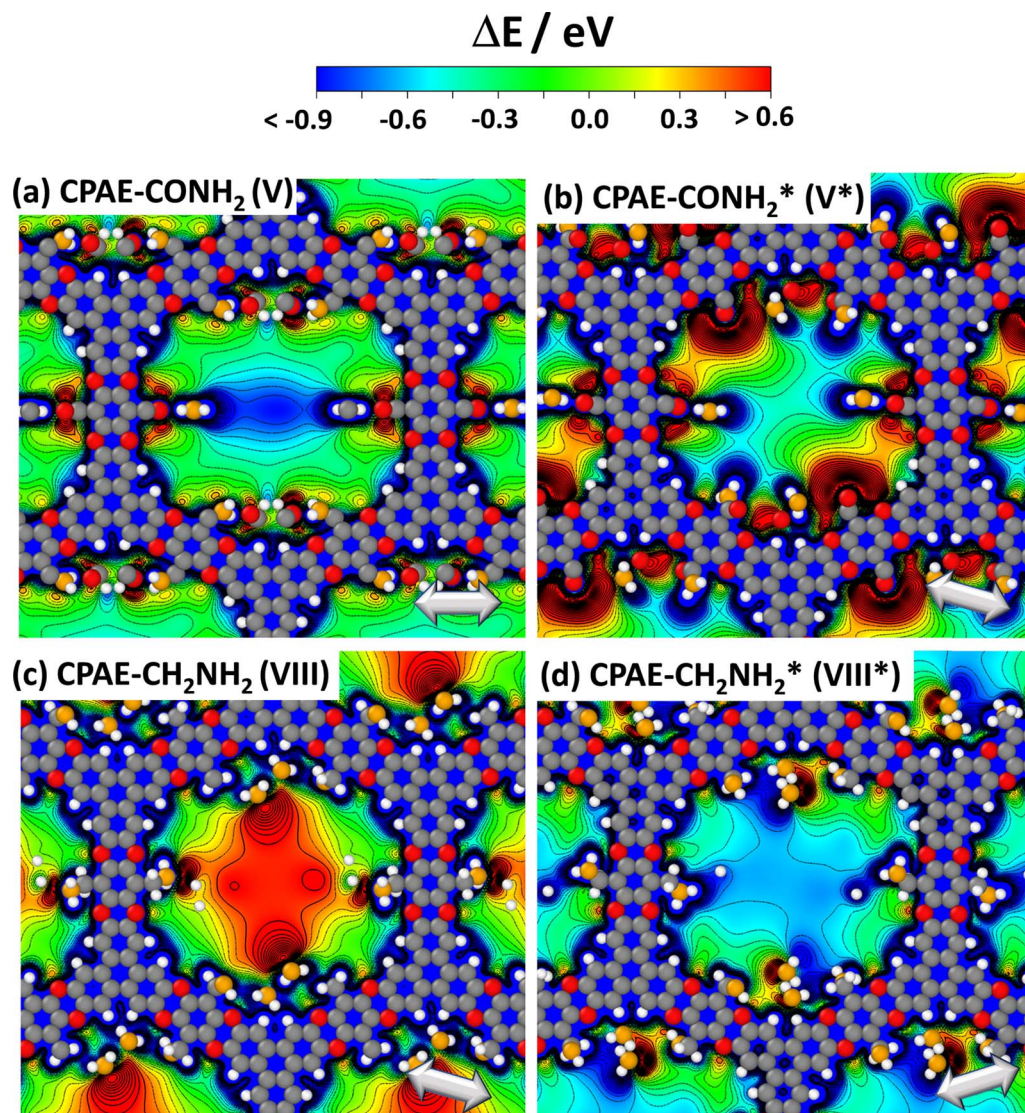 ΔE / eV
< -0.9 -0.6 -0.3 0.0 0.3 > 0.6
(a) CPAE-CONH₂ (V)
(b) CPAE-CONH₂* (V*)
(c) CPAE-CH₂NH₂ (VIII)
(d) CPAE-CH₂NH₂* (VIII*)